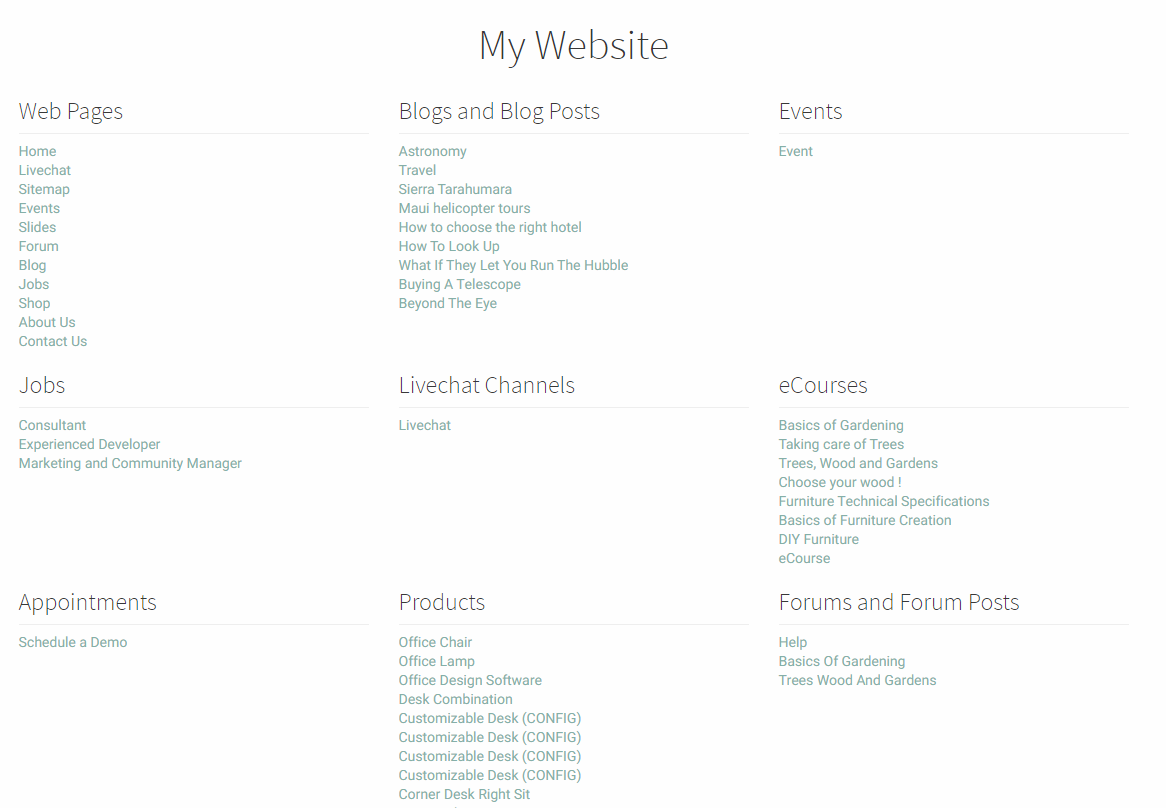 My Website
Web Pages
Home
Livechat
Sitemap
Events
Slides
Forum
Blog
Jobs
Shop
About Us
Contact Us
Blogs and Blog Posts
Astronomy
Travel
Sierra Tarahumara
Maui helicopter tours
How to choose the right hotel
How To Look Up
What If They Let You Run The Hubble
Buying A Telescope
Beyond The Eye
Events
Event
Jobs
Consultant
Experienced Developer
Marketing and Community Manager
Livechat Channels
Livechat
eCourses
Basics of Gardening
Taking care of Trees
Trees, Wood and Gardens
Choose your wood !
Furniture Technical Specifications
Basics of Furniture Creation
DIY Furniture
eCourse
Appointments
Schedule a Demo
Products
Office Chair
Office Lamp
Office Design Software
Desk Combination
Customizable Desk (CONFIG)
Customizable Desk (CONFIG)
Customizable Desk (CONFIG)
Customizable Desk (CONFIG)
Corner Desk Right Sit
Forums and Forum Posts
Help
Basics Of Gardening
Trees Wood And Gardens